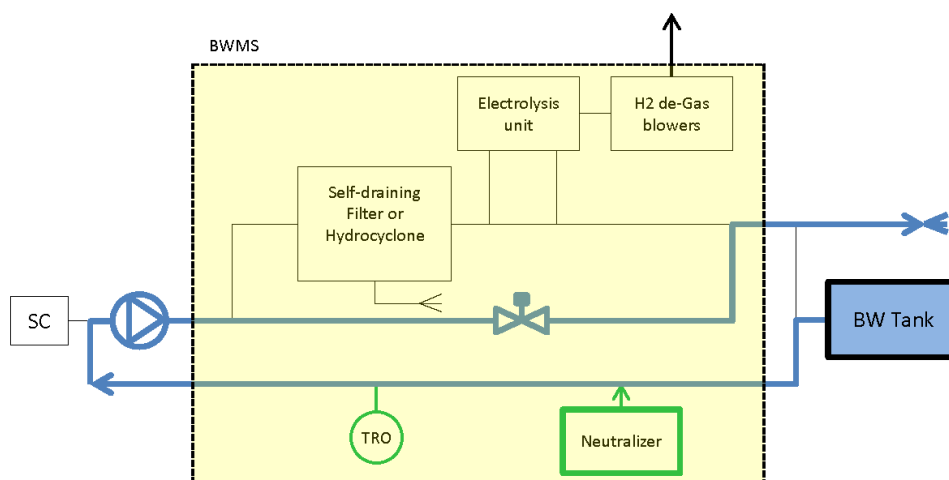 BWMS
Electrolysis
unit
H2 de-Gas
blowers
Self-draining
Filter or
Hydrocyclone
SC
BW Tank
TRO
Neutralizer